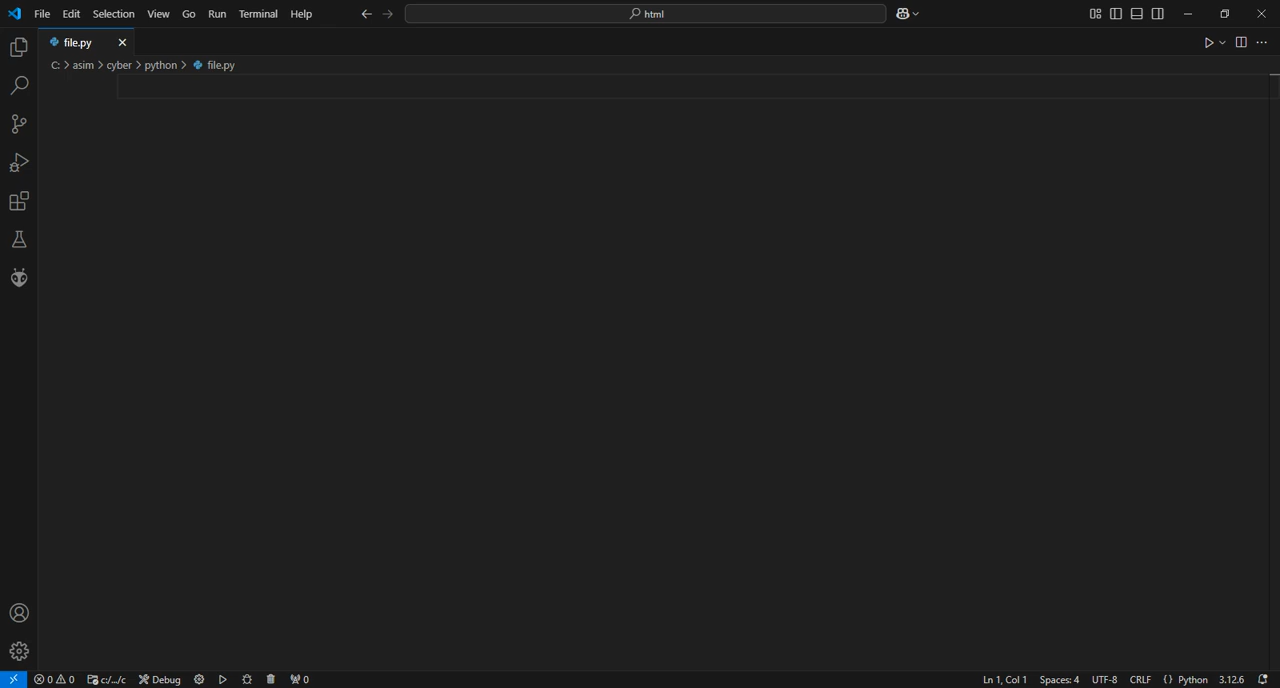 File Edit Selection View Go Run Terminal Help
html
file.py
C: > asim > cyber > python > file.py
0 0 c:/.../c Debug 0
Ln 1, Col 1 Spaces: 4 UTF-8 CRLF {} Python 3.12.6